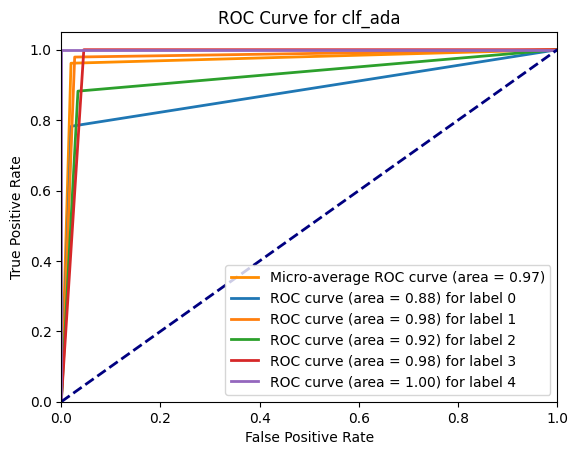 ROC Curve for clf_ada
True Positive Rate
1.0
0.8
0.6
0.4
0.2
0.0
Micro-average ROC curve (area = 0.97)
ROC curve (area = 0.88) for label 0
ROC curve (area = 0.98) for label 1
ROC curve (area = 0.92) for label 2
ROC curve (area = 0.98) for label 3
ROC curve (area = 1.00) for label 4
0.0 0.2 0.4 0.6 0.8 1.0
False Positive Rate